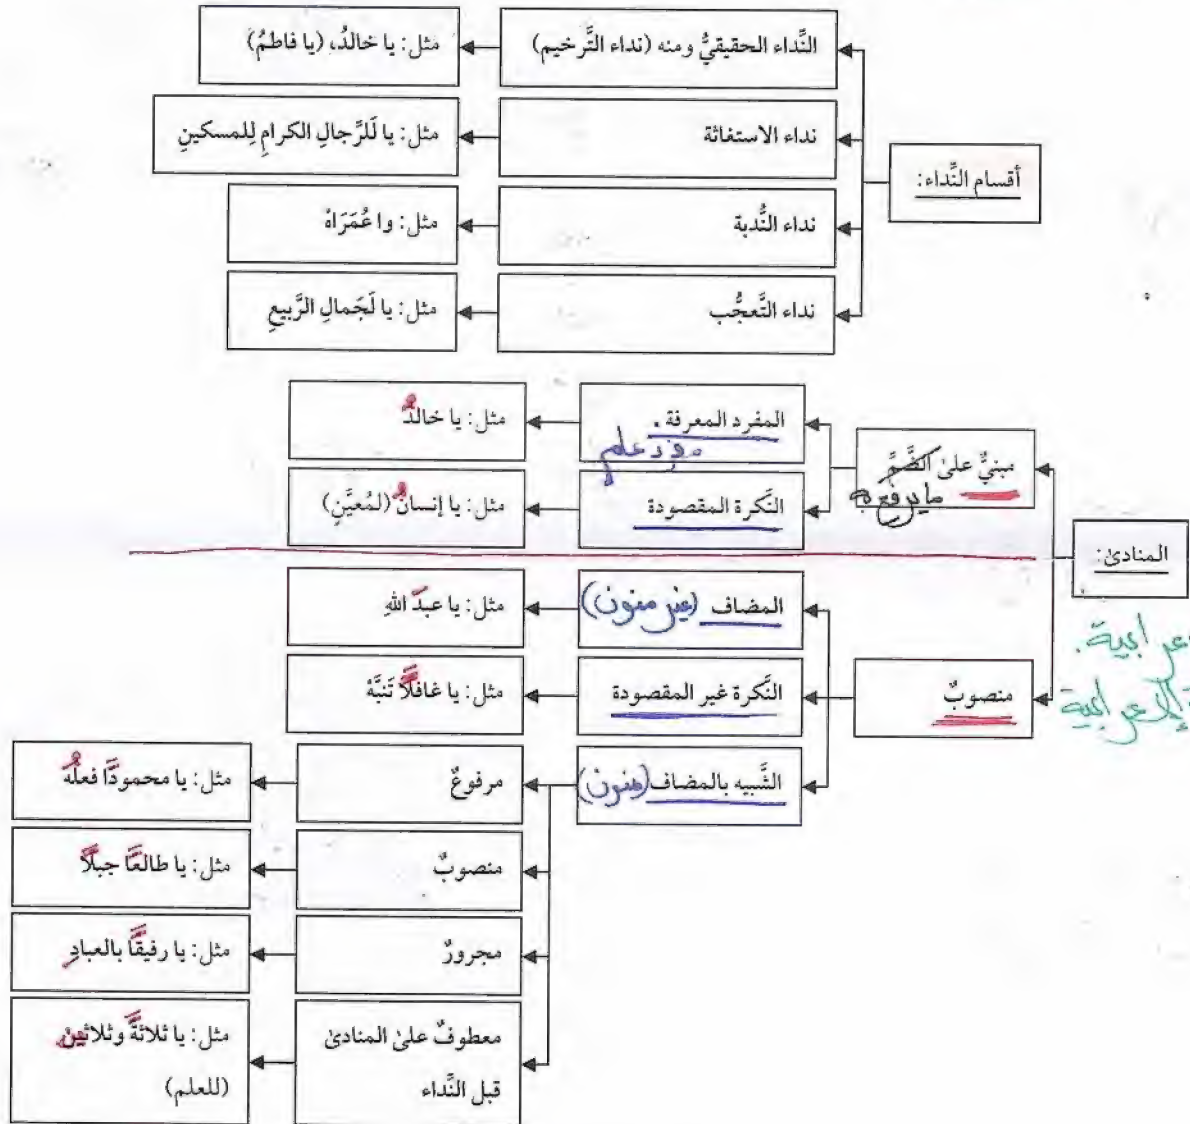 أقسام النِّداء:
النِّداء الحقيقيُّ ومنه (نداء التَّرخيم)
مثل: يا خالدُ، (يا فاطمُ)
نداء الاستغاثة
مثل: يا لَلرِّجالِ الكرامِ لِلمسكينِ
نداء النُّدبة
مثل: وا عُمَرَاهْ
نداء التَّعجُّب
مثل: يا لَجَمالِ الرَّبيعِ
المنادىٰ:
مبنيٌّ علىٰ الضَّمِّ
ما يرفع به
المفرد المعرفة.
مفرد علم
مثل: يا خالدُ
النَّكرة المقصودة
مثل: يا إنسانُ (لمُعيَّنٍ)
منصوبٌ
المضاف (غير منون)
مثل: يا عبدَ اللهِ
النَّكرة غير المقصودة
مثل: يا غافلًا تَنبَّهْ
الشَّبيه بالمضاف (منون)
مرفوعٌ
مثل: يا محمودًا فعلُهُ
منصوبٌ
مثل: يا طالعًا جبلًا
مجرورٌ
مثل: يا رفيقًا بالعبادِ
معطوفٌ علىٰ المنادىٰ
قبل النِّداء
مثل: يا ثلاثةً وثلاثينَ
(للعلم)